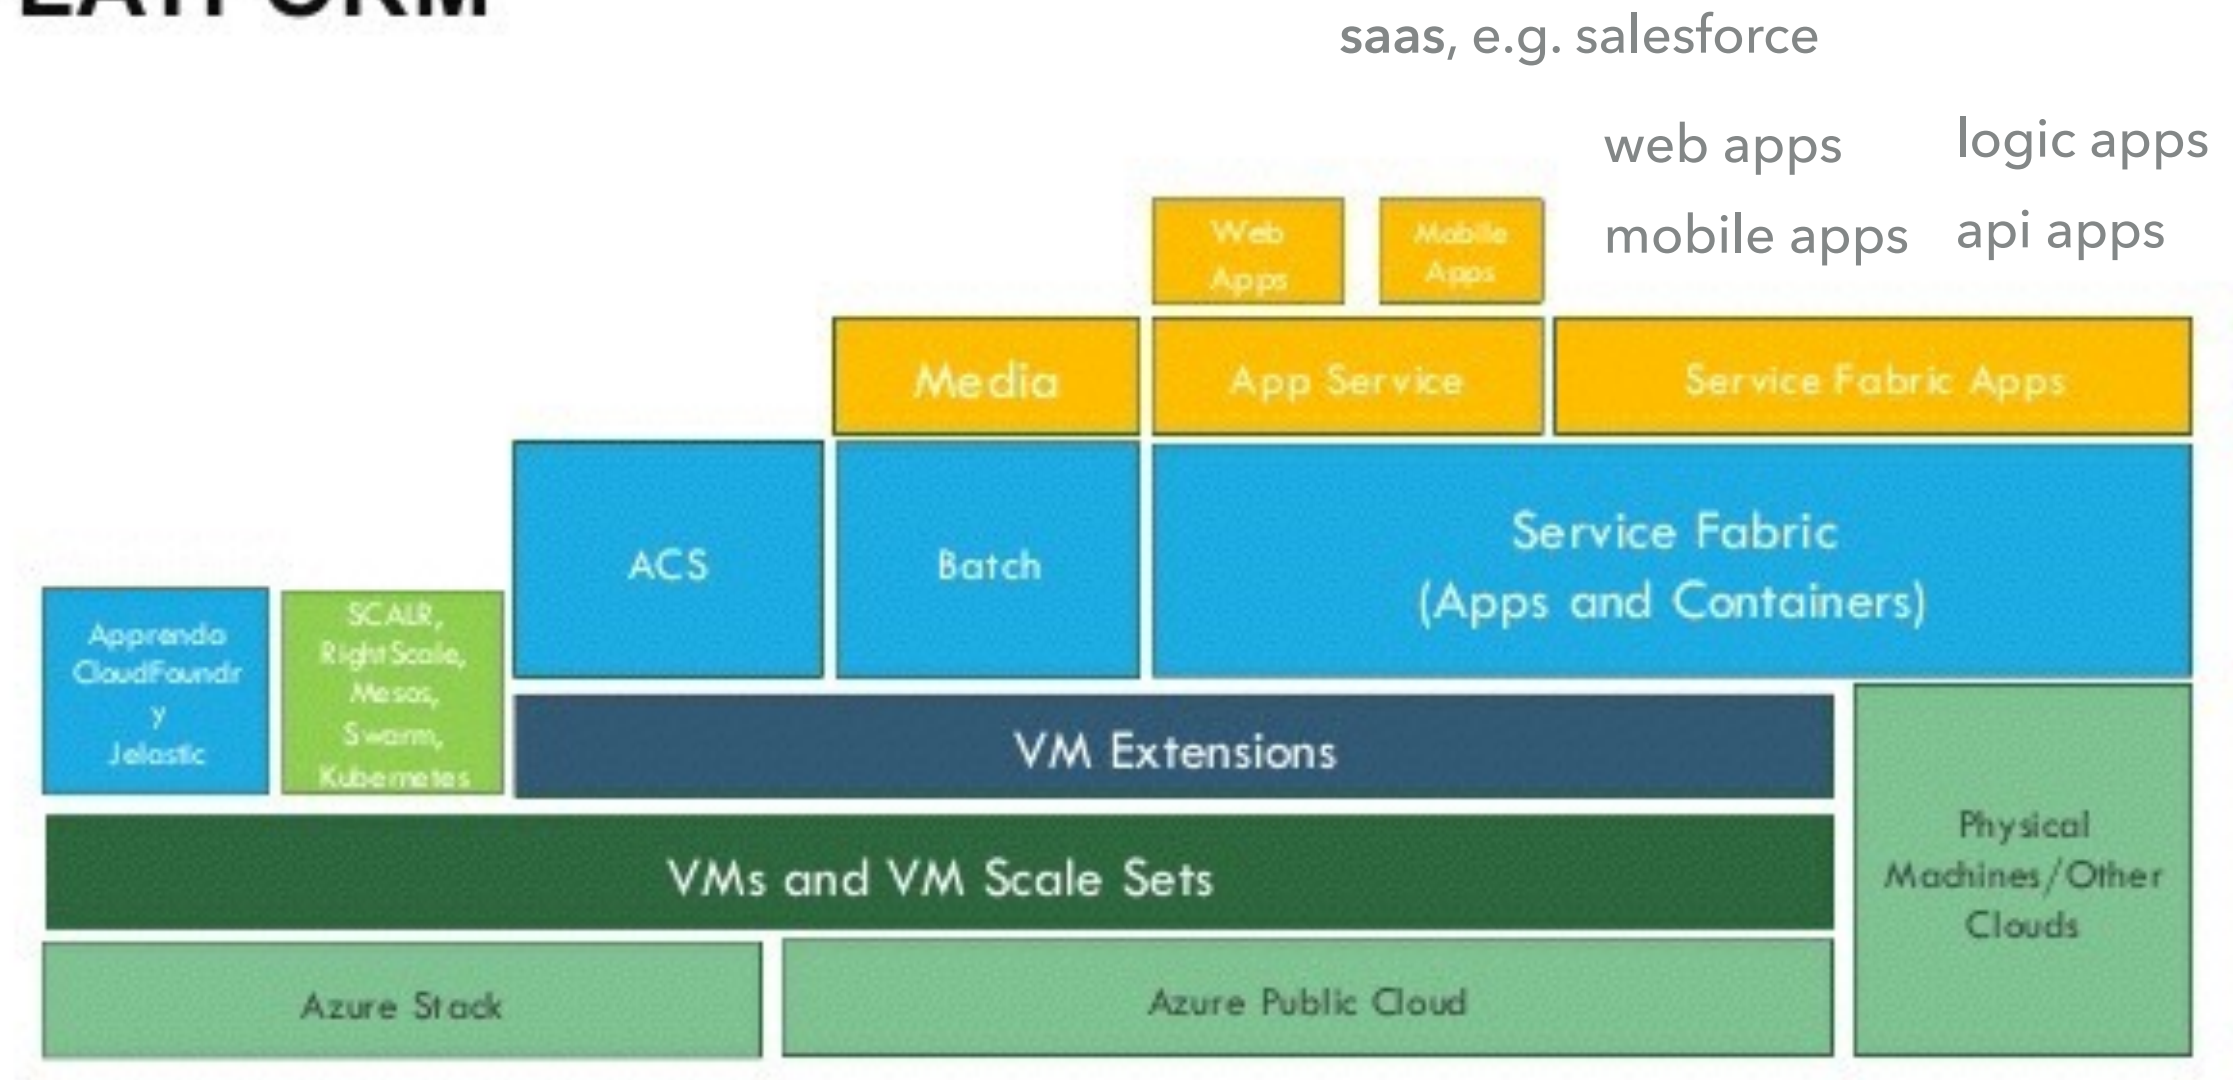 saas, e.g. salesforce
web apps
logic apps
mobile apps
api apps
Web
Apps
Mobile
Apps
Media
App Service
Service Fabric Apps
ACS
Batch
Service Fabric
(Apps and Containers)
Apprenda
CloudFoundr
y
Jelastic
SCALR,
RightScale,
Mesos,
Swarm,
Kubernetes
VM Extensions
Physical
Machines/Other
Clouds
VMs and VM Scale Sets
Azure Stack
Azure Public Cloud